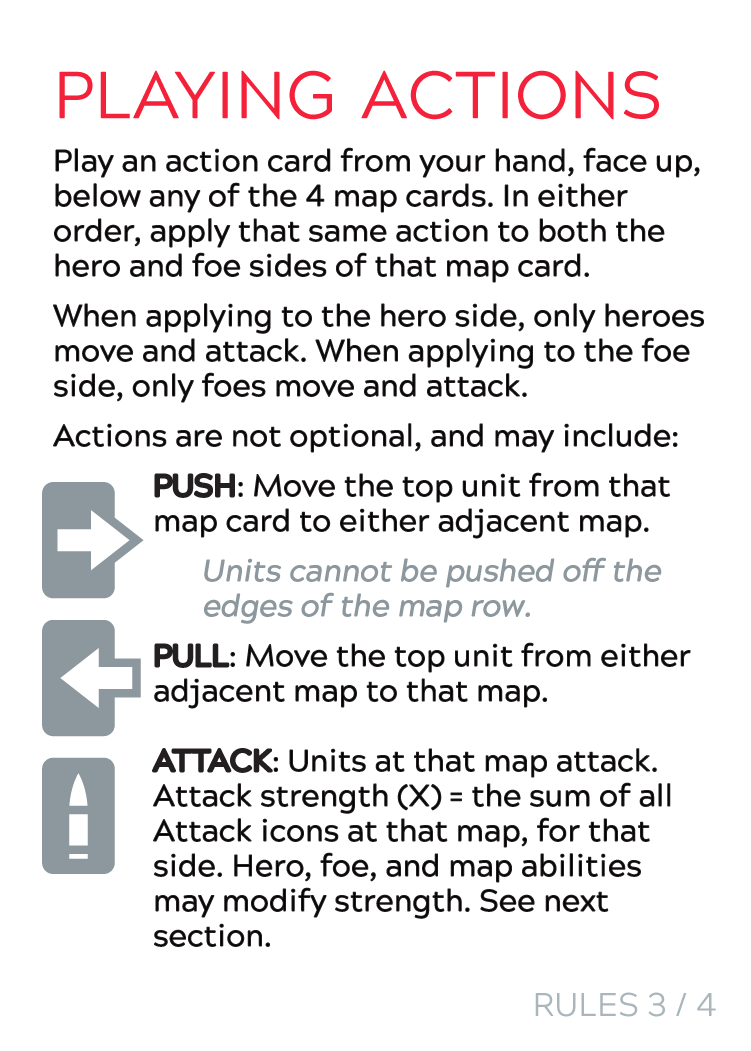 PLAYING ACTIONS
Play an action card from your hand, face up,
below any of the 4 map cards. In either
order, apply that same action to both the
hero and foe sides of that map card.
When applying to the hero side, only heroes
move and attack. When applying to the foe
side, only foes move and attack.
Actions are not optional, and may include:
PUSH: Move the top unit from that
map card to either adjacent map.
Units cannot be pushed off the
edges of the map row.
PULL: Move the top unit from either
adjacent map to that map.
ATTACK: Units at that map attack.
Attack strength (X) = the sum of all
Attack icons at that map, for that
side. Hero, foe, and map abilities
may modify strength. See next
section.
RULES 3 / 4